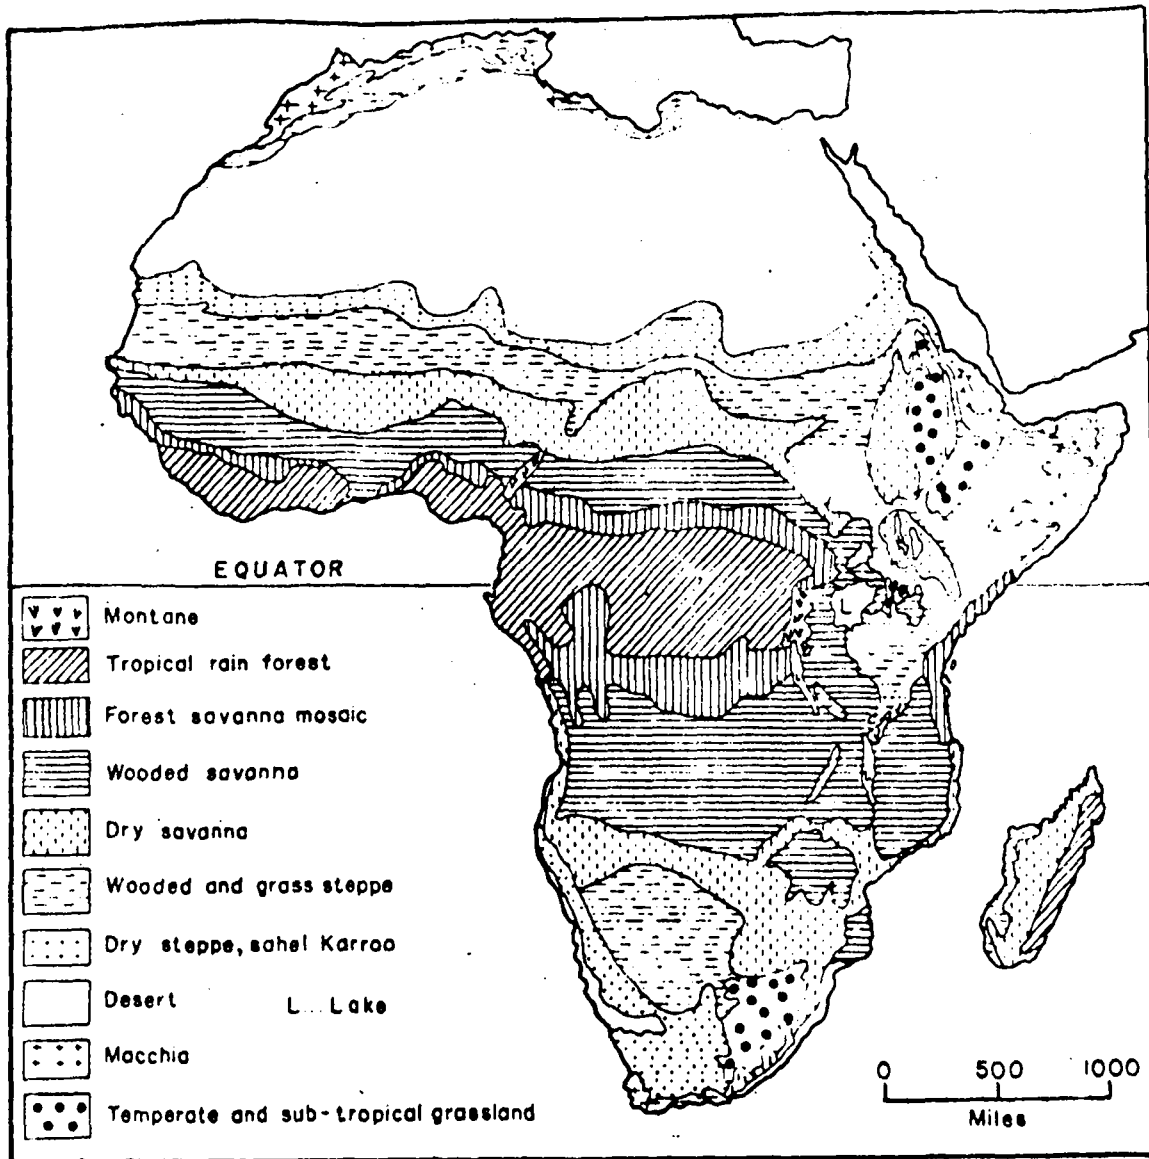 EQUATOR
Montane
Tropical rain forest
Forest savanna mosaic
Wooded savanna
Dry savanna
Wooded and grass steppe
Dry steppe, sahel Karroo
Desert L... Lake
Macchia
Temperate and sub-tropical grassland
L
0 500 1000
Miles